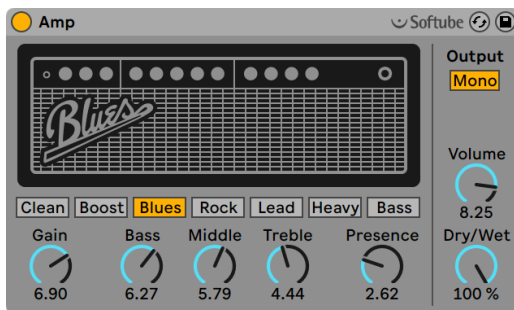 Amp
Softube
Blues
Output
Mono
Clean Boost Blues Rock Lead Heavy Bass
Volume
8.25
Gain Bass Middle Treble Presence Dry/Wet
6.90 6.27 5.79 4.44 2.62 100 %